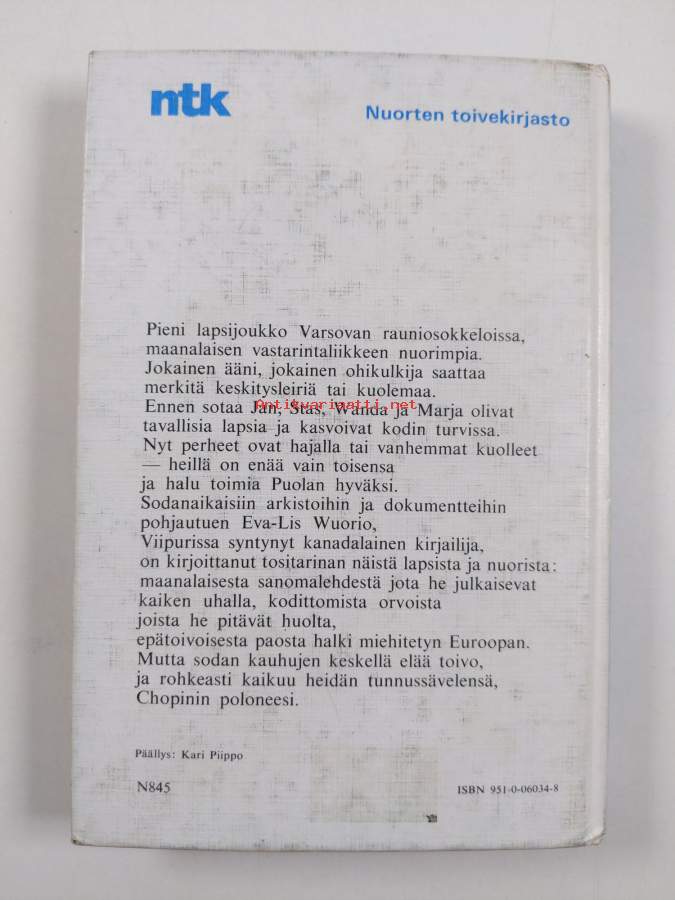 ntk
Nuorten toivekirjasto
Pieni lapsijoukko Varsovan rauniosokkeloissa,
maanalaisen vastarintaliikkeen nuorimpia.
Jokainen ääni, jokainen ohikulkija saattaa
merkitä keskitysleiriä tai kuolemaa.
Antikvariaatti.net
Ennen sotaa Jan, Stas, Wanda ja Marja olivat
tavallisia lapsia ja kasvoivat kodin turvissa.
Nyt perheet ovat hajalla tai vanhemmat kuolleet
— heillä on enää vain toisensa
ja halu toimia Puolan hyväksi.
Sodanaikaisiin arkistoihin ja dokumentteihin
pohjautuen Eva-Lis Wuorio,
Viipurissa syntynyt kanadalainen kirjailija,
on kirjoittanut tositarinan näistä lapsista ja nuorista:
maanalaisesta sanomalehdestä jota he julkaisevat
kaiken uhalla, kodittomista orvoista
joista he pitävät huolta,
epätoivoisesta paosta halki miehitetyn Euroopan.
Mutta sodan kauhujen keskellä elää toivo,
ja rohkeasti kaikuu heidän tunnussävelensä,
Chopinin poloneesi.
Päällys: Kari Piippo
N845
ISBN 951-0-06034-8